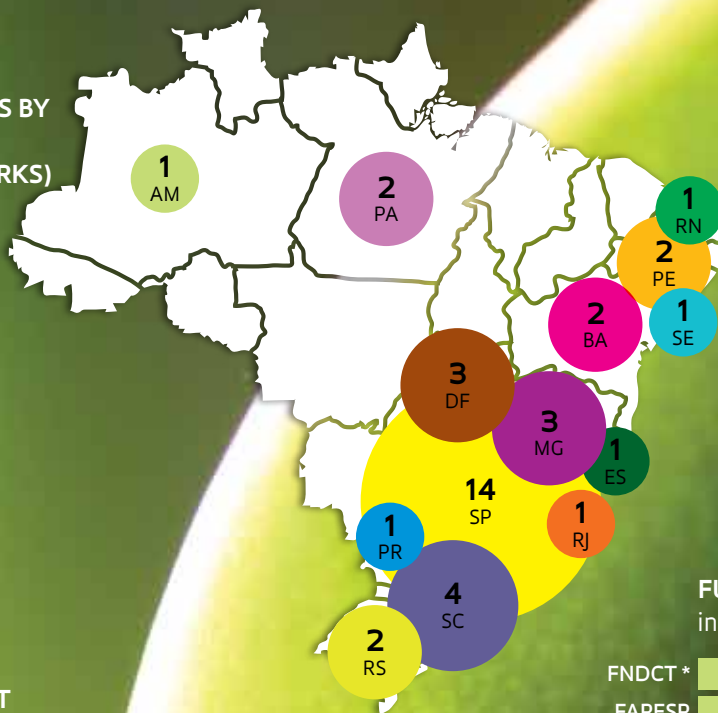 S BY
RKS)
1
AM
2
PA
1
RN
2
PE
1
SE
2
BA
3
DF
3
MG
1
ES
14
SP
1
RJ
1
PR
4
SC
2
RS
FU
in
FNDCT *
FAPESP
T